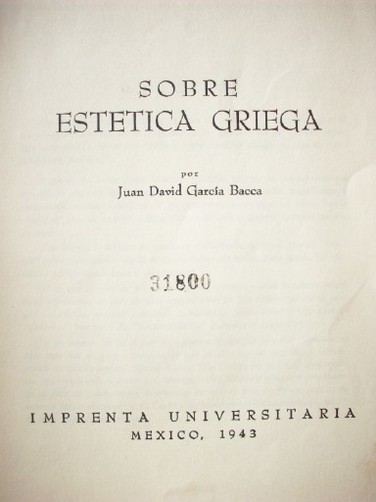 SOBRE
ESTETICA GRIEGA
por
Juan David García Bacca
31800
IMPRENTA UNIVERSITARIA
MEXICO, 1943